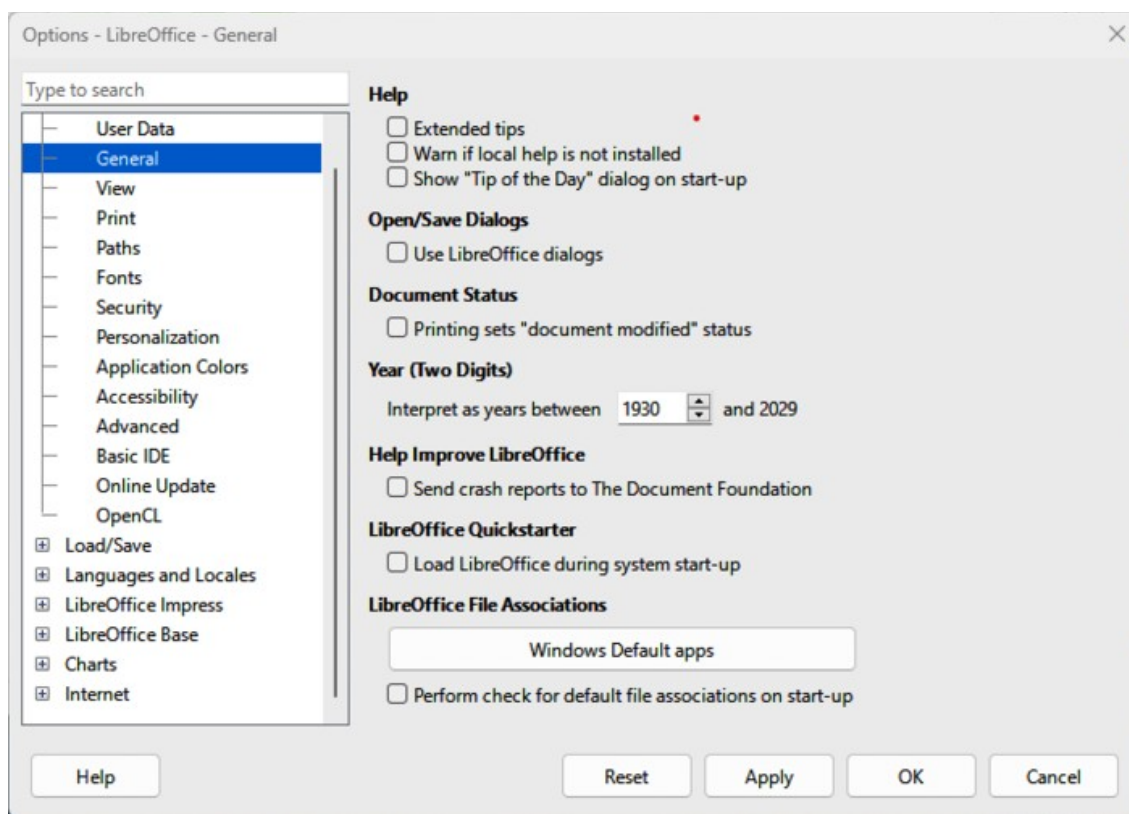 Options - LibreOffice - General
Type to search
User Data
General
View
Print
Paths
Fonts
Security
Personalization
Application Colors
Accessibility
Advanced
Basic IDE
Online Update
OpenCL
Load/Save
Languages and Locales
LibreOffice Impress
LibreOffice Base
Charts
Internet
Help
Extended tips
Warn if local help is not installed
Show "Tip of the Day" dialog on start-up
Open/Save Dialogs
Use LibreOffice dialogs
Document Status
Printing sets "document modified" status
Year (Two Digits)
Interpret as years between 1930 and 2029
Help Improve LibreOffice
Send crash reports to The Document Foundation
LibreOffice Quickstarter
Load LibreOffice during system start-up
LibreOffice File Associations
Windows Default apps
Perform check for default file associations on start-up
Help Reset Apply OK Cancel